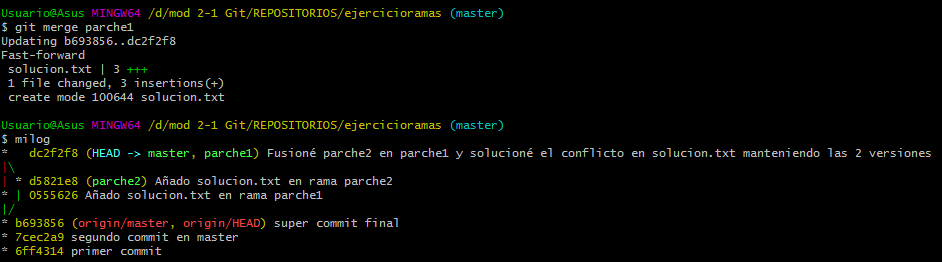 Usuario@Asus MINGW64 /d/mod 2-1 Git/REPOSITORIOS/ejercicioramas (master)
$ git merge parche1
Updating b693856..dc2f2f8
Fast-forward
 solucion.txt | 3 +++
 1 file changed, 3 insertions(+)
 create mode 100644 solucion.txt
Usuario@Asus MINGW64 /d/mod 2-1 Git/REPOSITORIOS/ejercicioramas (master)
$ milog
*   dc2f2f8 (HEAD -> master, parche1) Fusioné parche2 en parche1 y solucioné el conflicto en solucion.txt manteniendo las 2 versiones
|\
| * d5821e8 (parche2) Añado solucion.txt en rama parche2
* | 0555626 Añado solucion.txt en rama parche1
|/
* b693856 (origin/master, origin/HEAD) super commit final
* 7cec2a9 segundo commit en master
* 6ff4314 primer commit